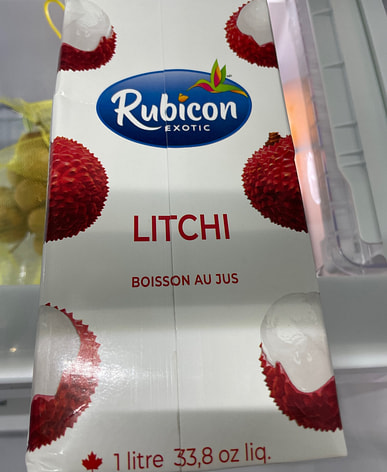 Rubicon
EXOTIC
LITCHI
BOISSON AU JUS
1 litre 33,8 oz liq.